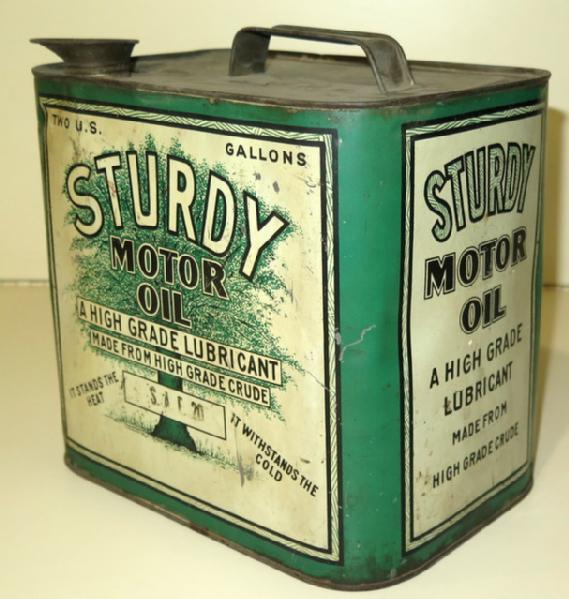 TWO U.S. GALLONS
STURDY
MOTOR
OIL
A HIGH GRADE LUBRICANT
MADE FROM HIGH GRADE CRUDE
IT STANDS THE
HEAT
S.A.E. 20
IT WITHSTANDS THE
COLD
STURDY
MOTOR
OIL
A HIGH GRADE
LUBRICANT
MADE FROM
HIGH GRADE CRUDE